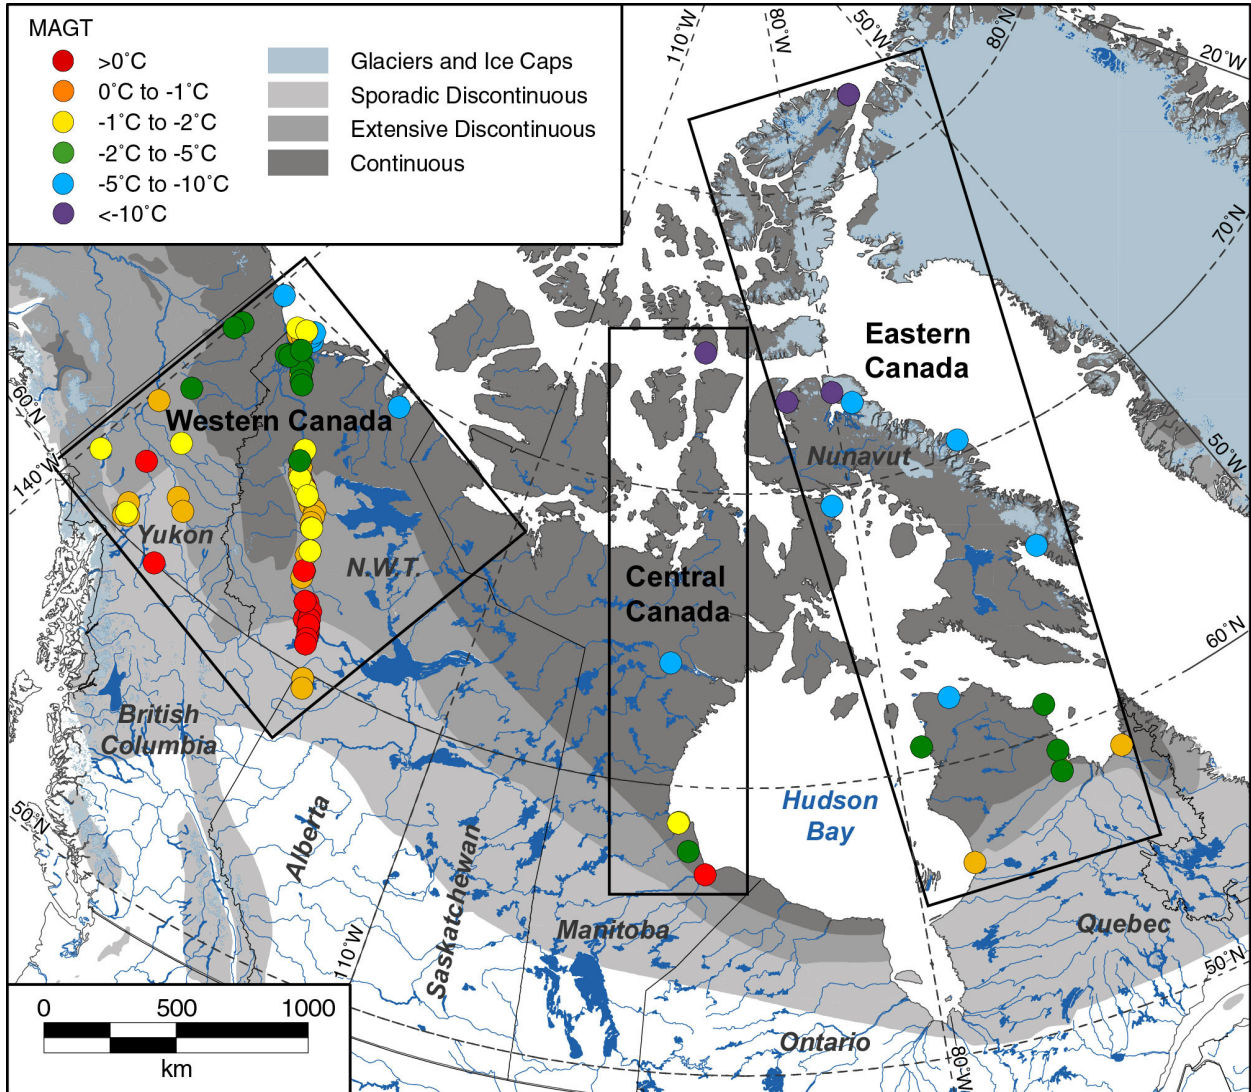 MAGT
>0˚C
0˚C to -1˚C
-1˚C to -2˚C
-2˚C to -5˚C
-5˚C to -10˚C
<-10˚C
Glaciers and Ice Caps
Sporadic Discontinuous
Extensive Discontinuous
Continuous
110˚W
80˚W
50˚W
80˚N
20˚W
70˚N
60˚N
140˚W
50˚W
60˚N
50˚N
110˚W
80˚W
50˚N
Western Canada
Eastern
Canada
Central
Canada
Nunavut
Yukon
N.W.T.
British
Columbia
Alberta
Saskatchewan
Manitoba
Hudson
Bay
Quebec
Ontario
0
500
1000
km